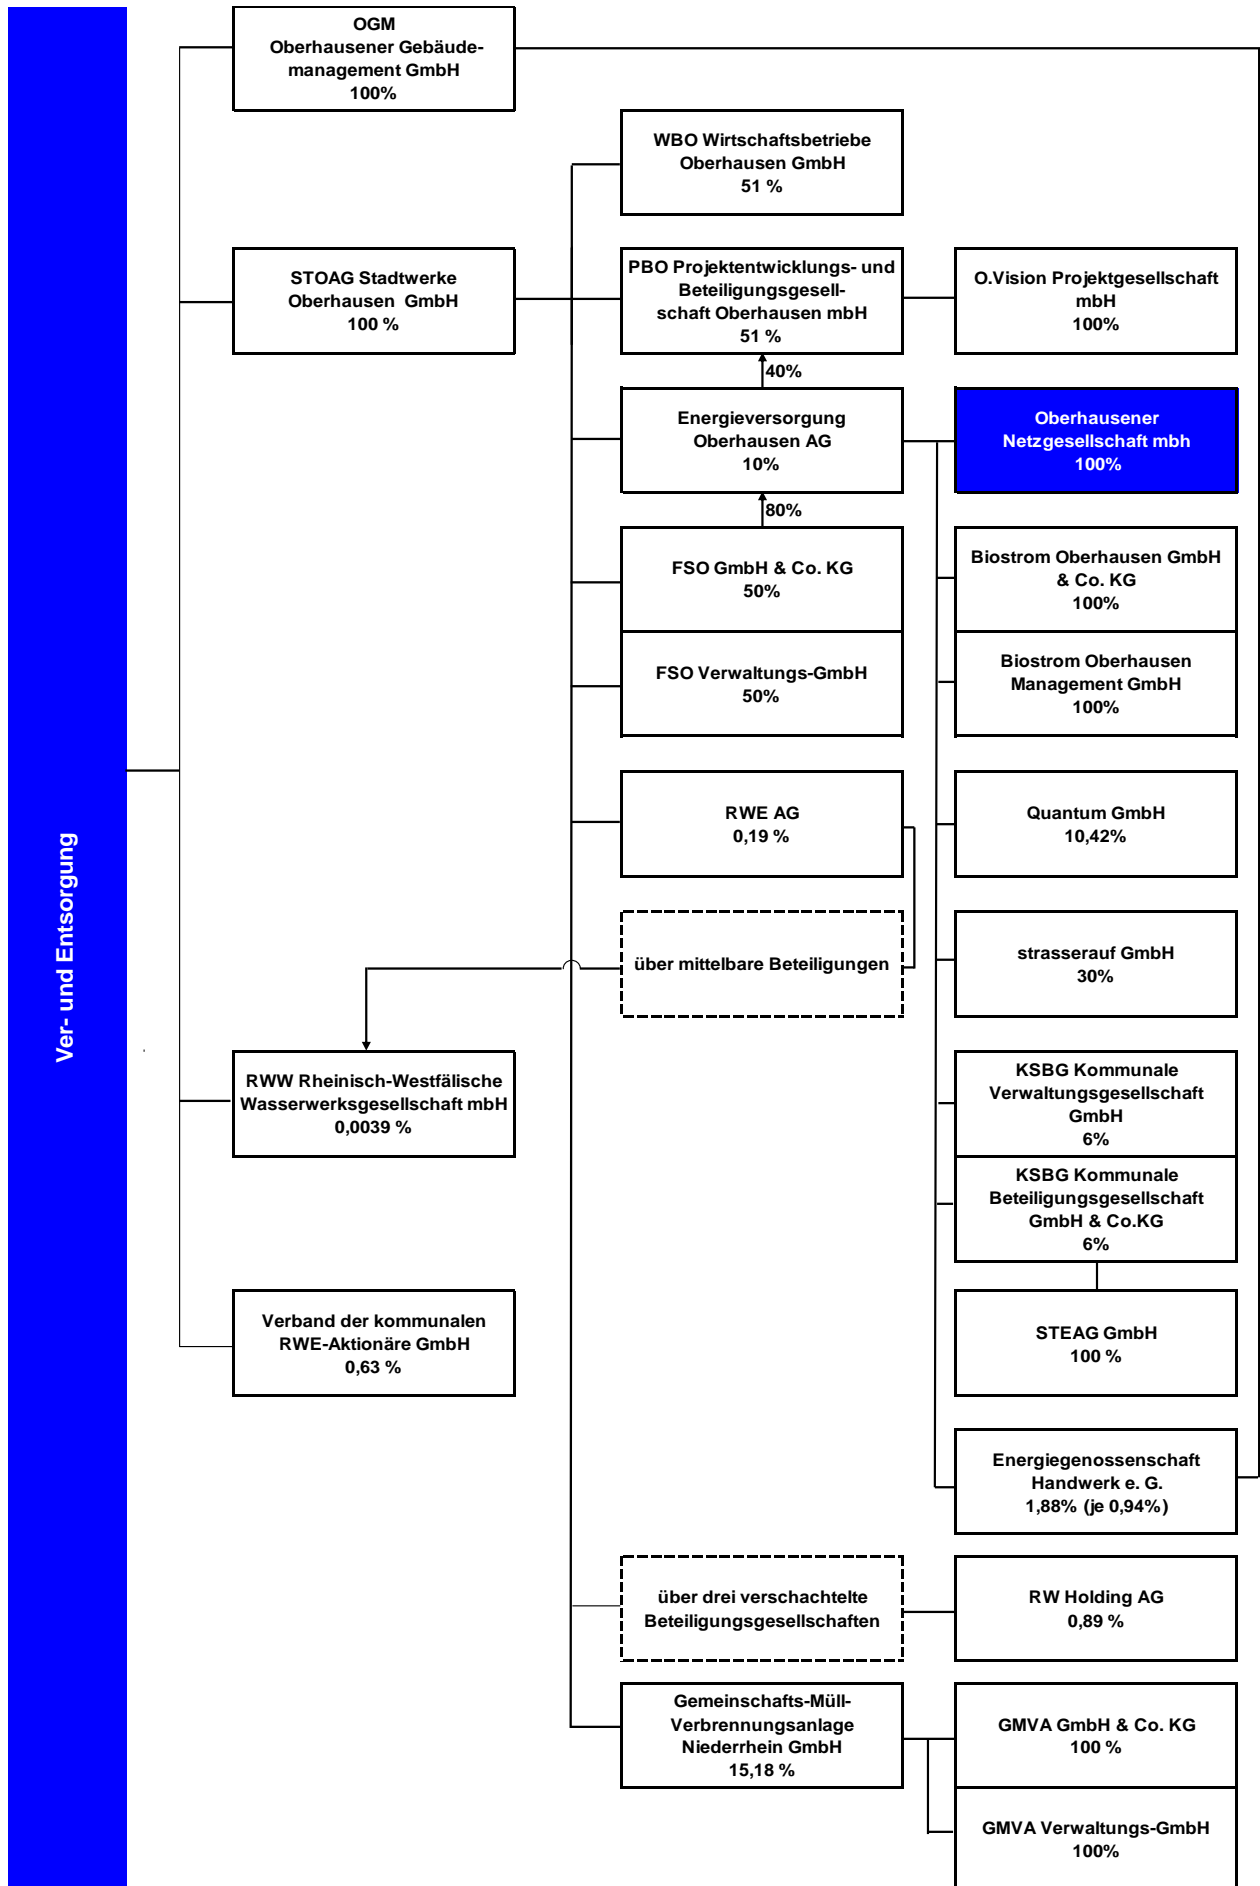 Ver- und Entsorgung
OGM
Oberhausener Gebäude-
management GmbH
100%
STOAG Stadtwerke
Oberhausen GmbH
100 %
RWW Rheinisch-Westfälische
Wasserwerksgesellschaft mbH
0,0039 %
Verband der kommunalen
RWE-Aktionäre GmbH
0,63 %
WBO Wirtschaftsbetriebe
Oberhausen GmbH
51 %
PBO Projektentwicklungs- und
Beteiligungsgesell-
schaft Oberhausen mbH
51 %
40%
Energieversorgung
Oberhausen AG
10%
80%
FSO GmbH & Co. KG
50%
FSO Verwaltungs-GmbH
50%
RWE AG
0,19 %
über mittelbare Beteiligungen
über drei verschachtelte
Beteiligungsgesellschaften
Gemeinschafts-Müll-
Verbrennungsanlage
Niederrhein GmbH
15,18 %
O.Vision Projektgesellschaft
mbH
100%
Oberhausener
Netzgesellschaft mbh
100%
Biostrom Oberhausen GmbH
& Co. KG
100%
Biostrom Oberhausen
Management GmbH
100%
Quantum GmbH
10,42%
strasserauf GmbH
30%
KSBG Kommunale
Verwaltungsgesellschaft
GmbH
6%
KSBG Kommunale
Beteiligungsgesellschaft
GmbH & Co.KG
6%
STEAG GmbH
100 %
Energiegenossenschaft
Handwerk e. G.
1,88% (je 0,94%)
RW Holding AG
0,89 %
GMVA GmbH & Co. KG
100 %
GMVA Verwaltungs-GmbH
100%